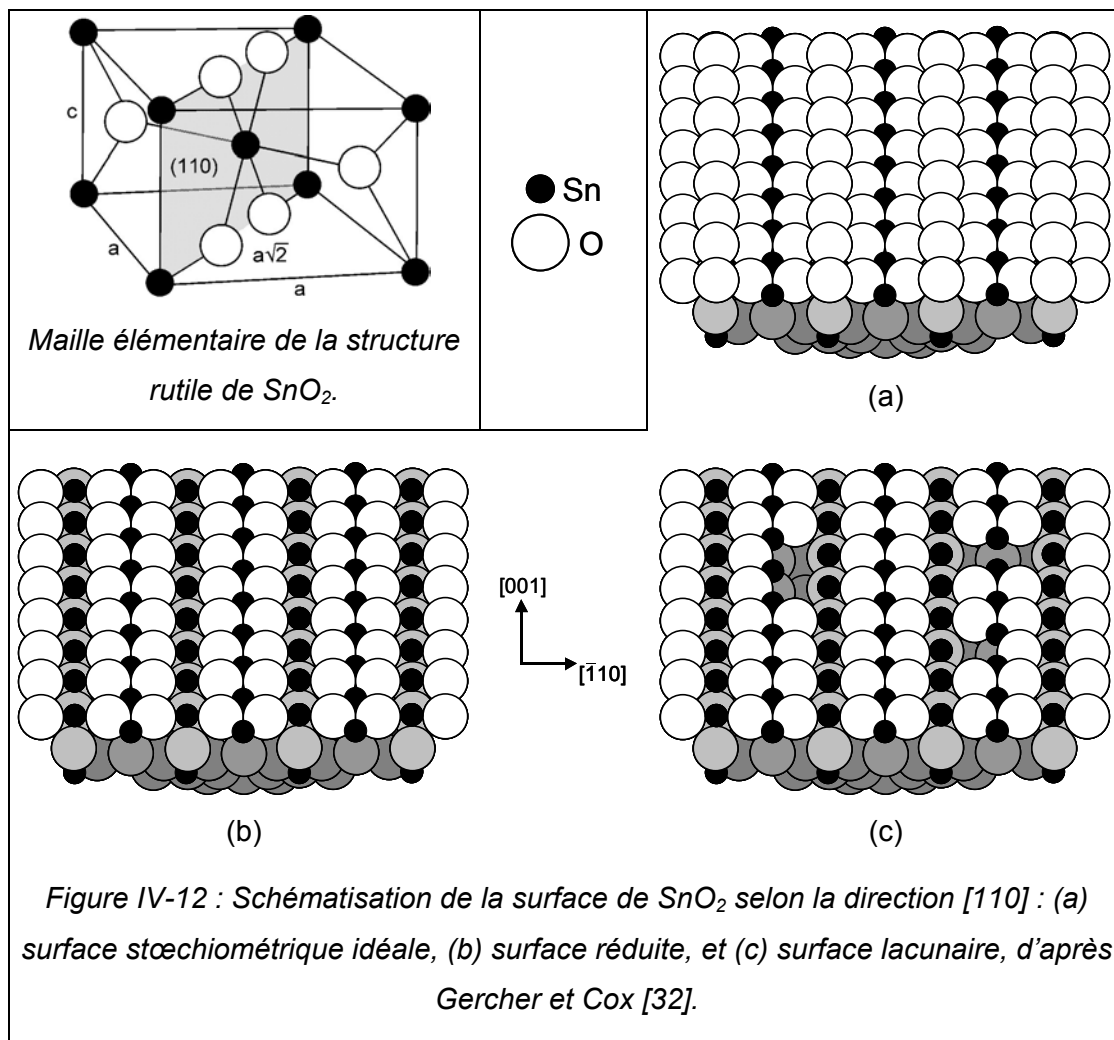 c
(110)
a
a√2
a
Maille élémentaire de la structure
rutile de SnO₂.
Sn
O
(a)
[001]
[1̄10]
(b)
(c)
Figure IV-12 : Schématisation de la surface de SnO₂ selon la direction [110] : (a)
surface stœchiométrique idéale, (b) surface réduite, et (c) surface lacunaire, d'après
Gercher et Cox [32].